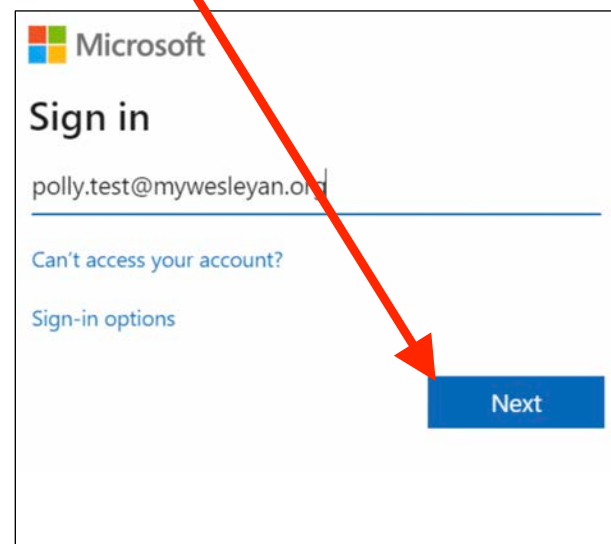 Microsoft
Sign in
polly.test@mywesleyan.org
Can't access your account?
Sign-in options
Next